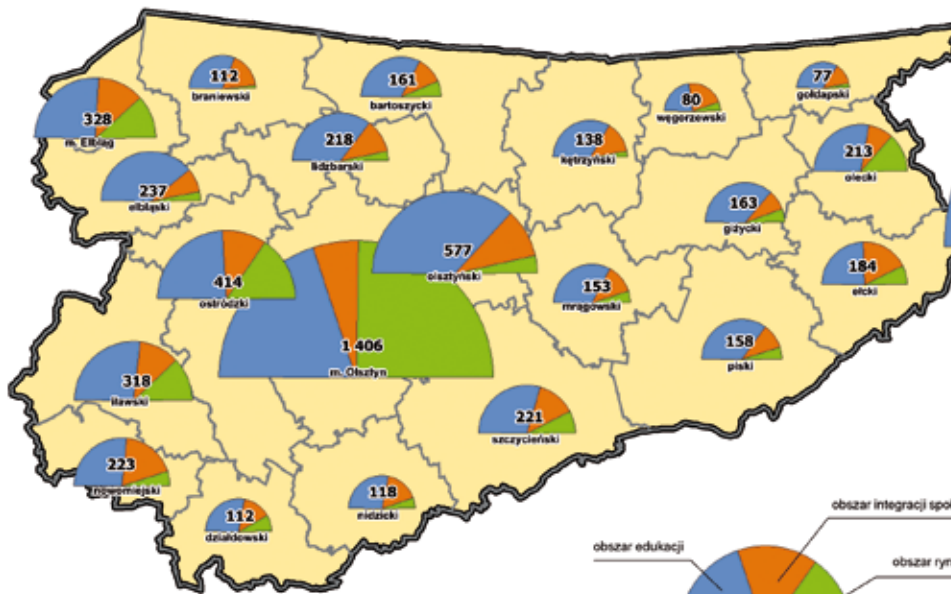 112
braniewski
161
bartoszycki
77
gołdapski
80
węgorzewski
328
m. Elbląg
218
lidzbarski
138
kętrzyński
213
olecki
237
elbląski
163
giżycki
577
olsztyński
184
ełcki
414
ostródzki
153
mrągowski
1 406
m. Olsztyn
158
piski
318
iławski
221
szczycieński
223
nowomiejski
118
nidzicki
112
działdowski
obszar integracji społ
obszar edukacji
obszar ryn